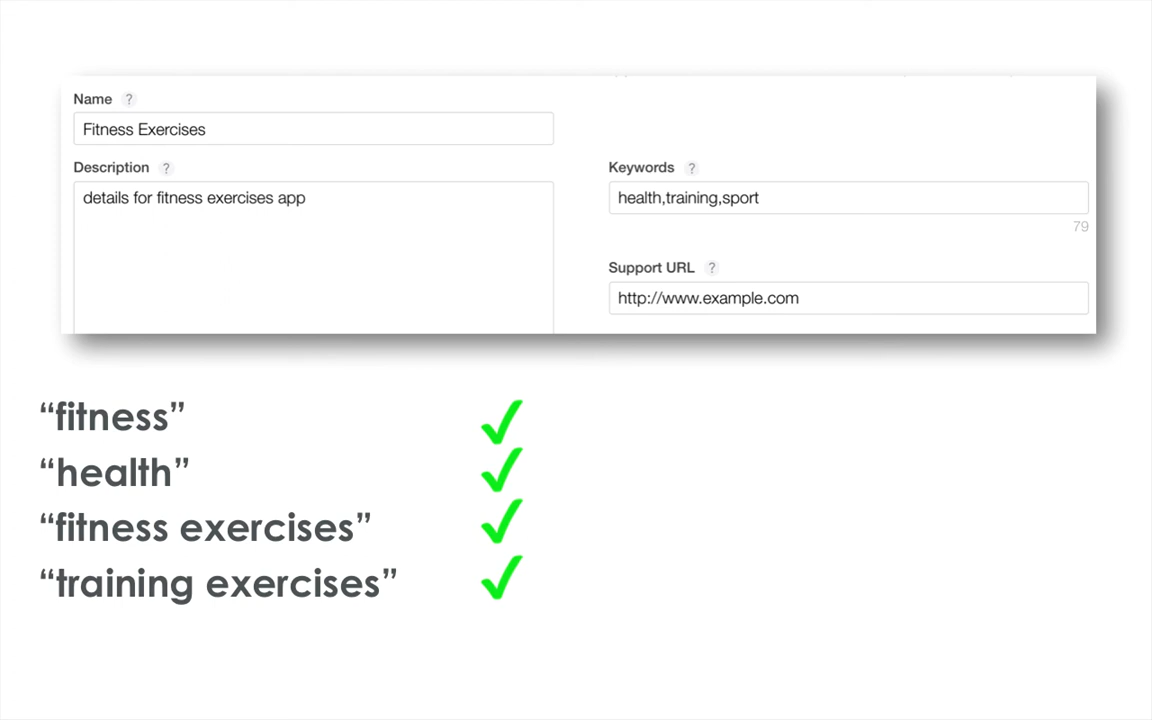 Name ?
Fitness Exercises
Description ?
details for fitness exercises app
Keywords ?
health,training,sport
79
Support URL ?
http://www.example.com
“fitness”
“health”
“fitness exercises”
“training exercises”